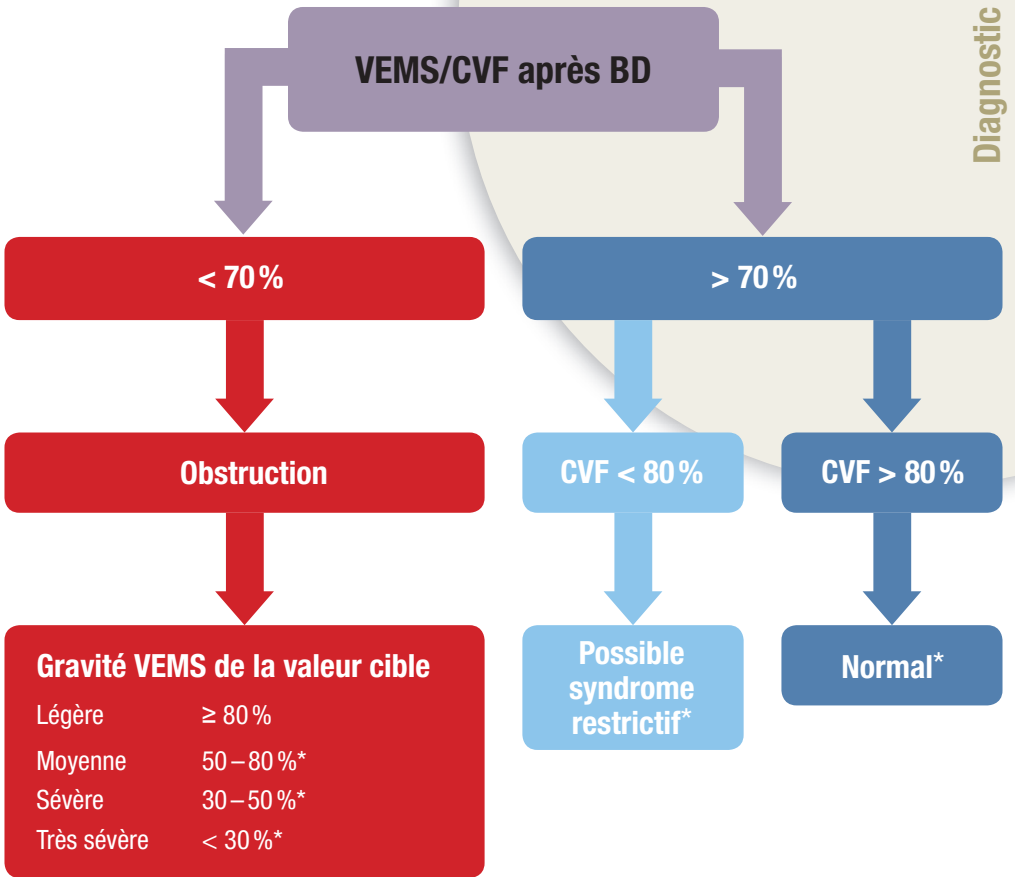 Diagnostic
VEMS/CVF après BD
< 70 %
> 70 %
Obstruction
CVF < 80 %
CVF > 80 %
Gravité VEMS de la valeur cible
Légère ≥ 80 %
Moyenne 50 – 80 %*
Sévère 30 – 50 %*
Très sévère < 30 %*
Possible
syndrome
restrictif*
Normal*